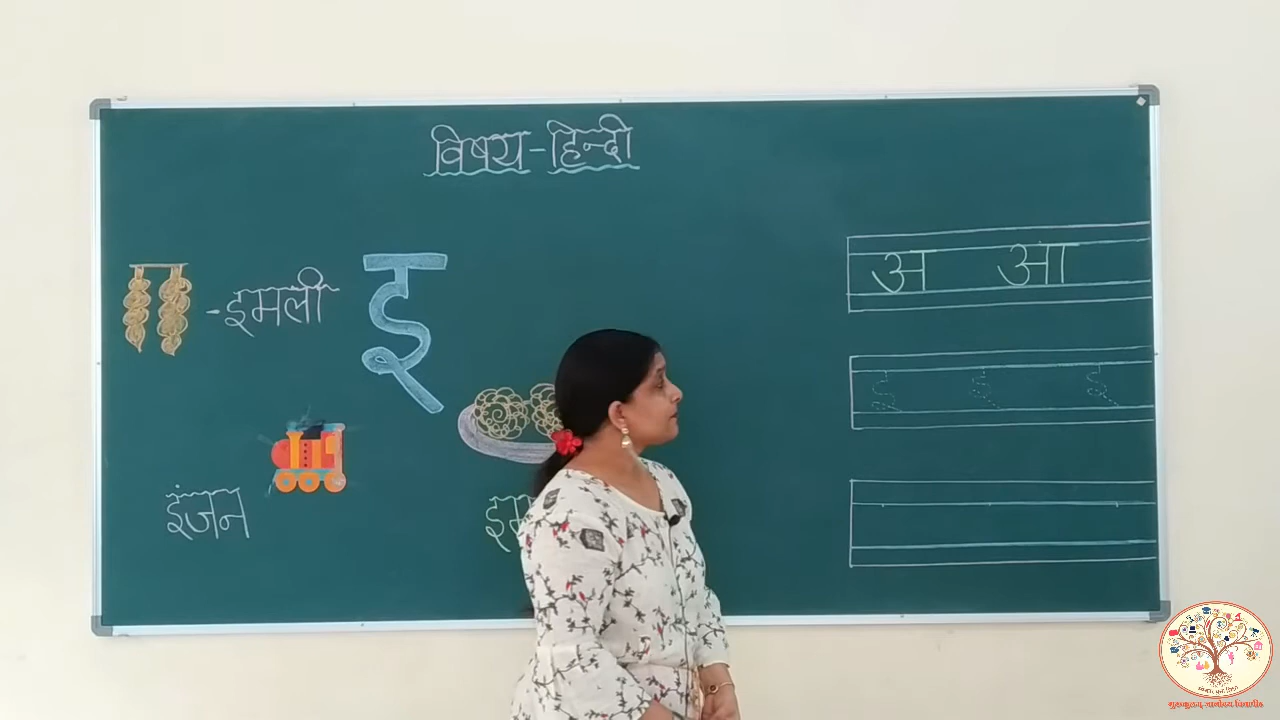 विषय-हिन्दी
-इमली
इ
अ आ
इ इ इ
इंजन